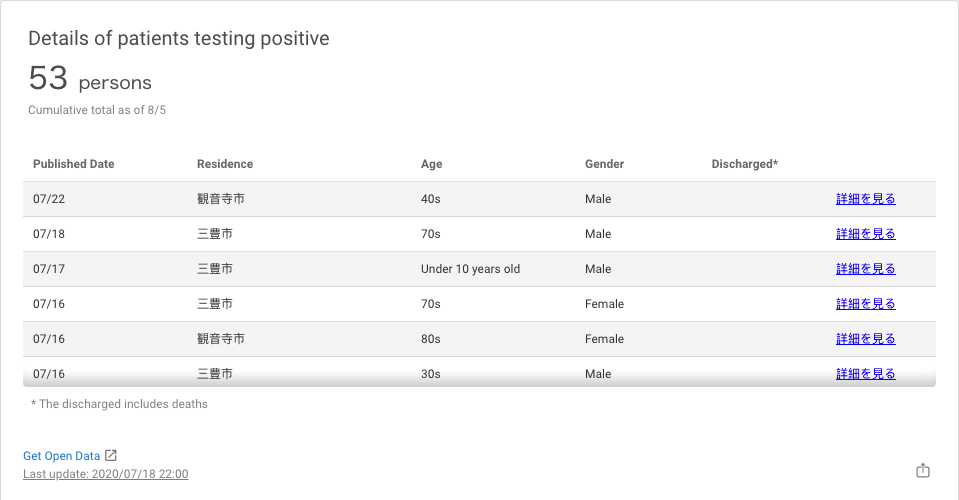 Details of patients testing positive
53 persons
Cumulative total as of 8/5
Published Date Residence Age Gender Discharged*
07/22 観音寺市 40s Male 詳細を見る
07/18 三豊市 70s Male 詳細を見る
07/17 三豊市 Under 10 years old Male 詳細を見る
07/16 三豊市 70s Female 詳細を見る
07/16 観音寺市 80s Female 詳細を見る
07/16 三豊市 30s Male 詳細を見る
* The discharged includes deaths
Get Open Data
Last update: 2020/07/18 22:00